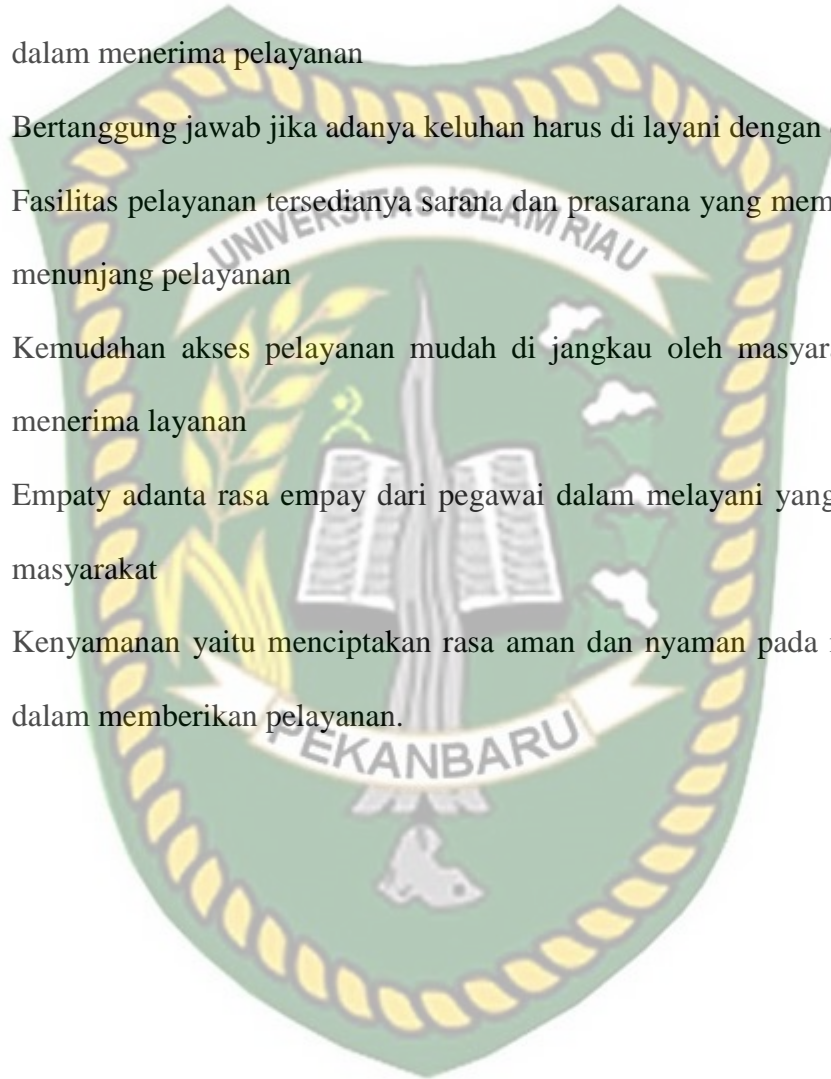 dalam menerima pelayanan
Bertanggung jawab jika adanya keluhan harus di layani dengan
Fasilitas pelayanan tersedianya sarana dan prasarana yang mem
UNIVERSITAS ISLAM RIAU
menunjang pelayanan
Kemudahan akses pelayanan mudah di jangkau oleh masyar
menerima layanan
Empaty adanta rasa empay dari pegawai dalam melayani yang
masyarakat
Kenyamanan yaitu menciptakan rasa aman dan nyaman pada
dalam memberikan pelayanan.
PEKANBARU